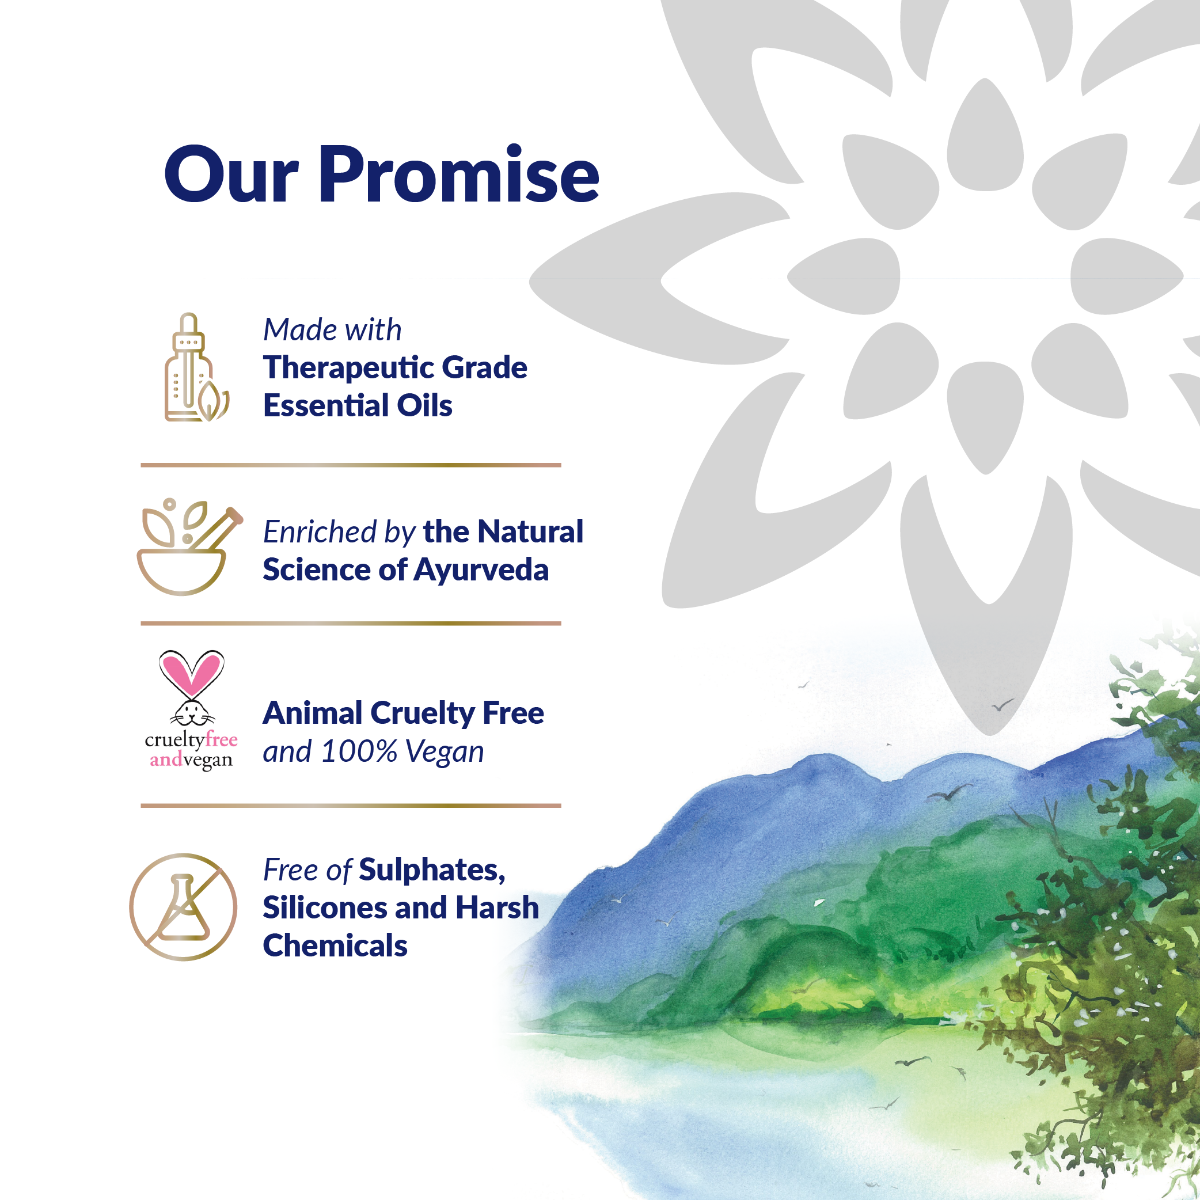 Our Promise
Made with
Therapeutic Grade
Essential Oils
Enriched by the Natural
Science of Ayurveda
crueltyfree
andvegan
Animal Cruelty Free
and 100% Vegan
Free of Sulphates,
Silicones and Harsh
Chemicals